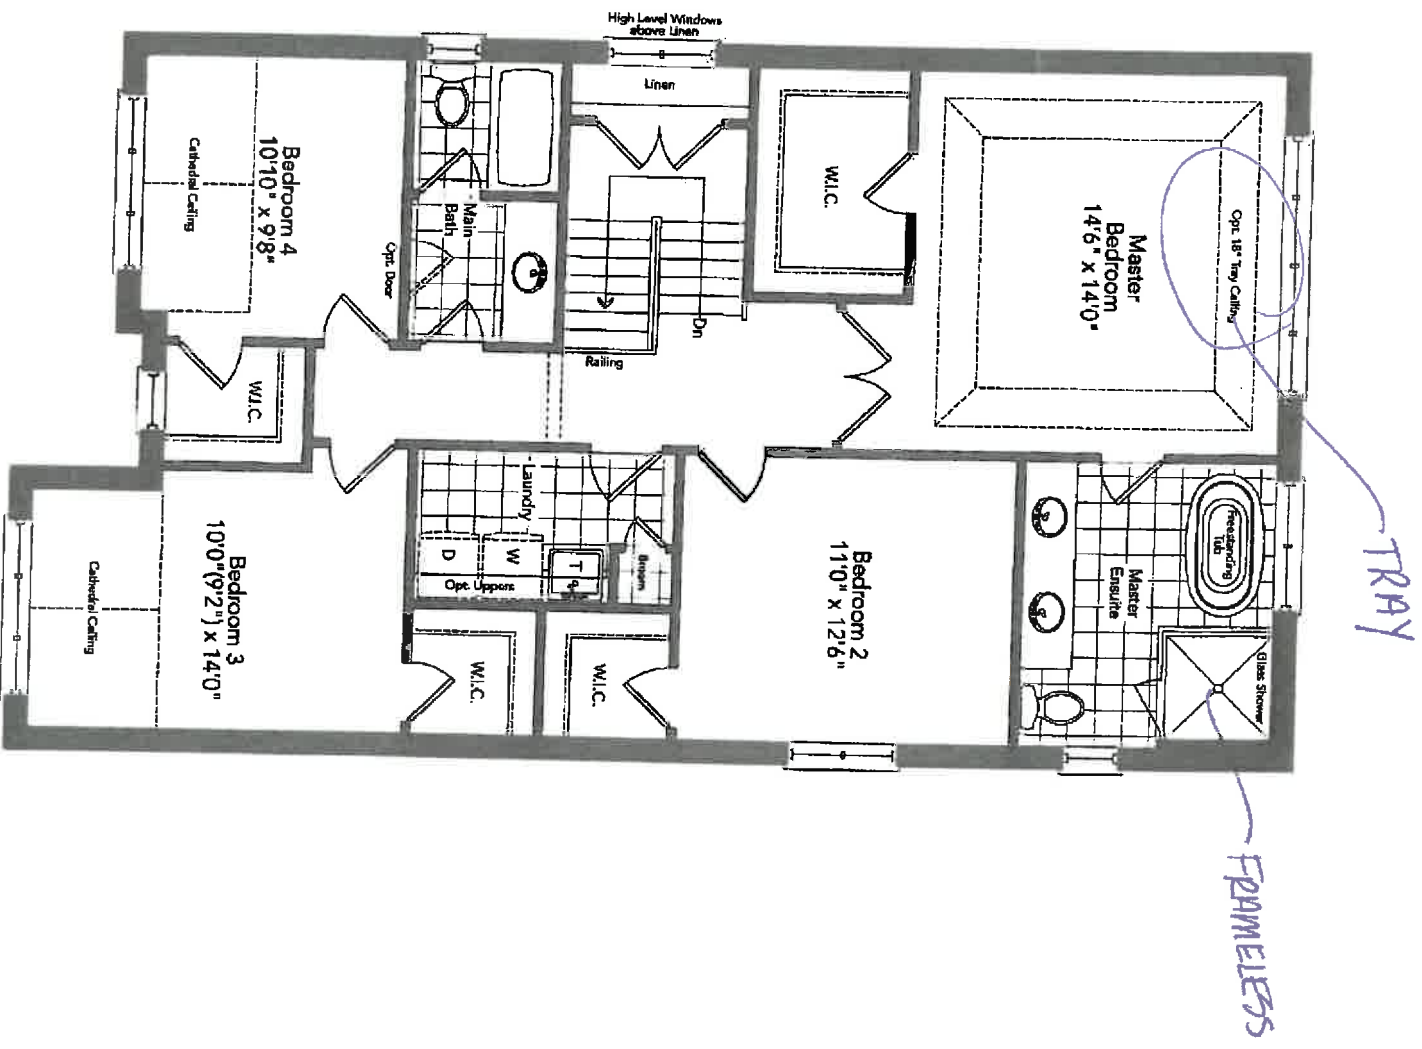 High Level Windows
above Linen
Linen
Bedroom 4
10'10" x 9'8"
Cathedral Ceiling
Main
Bath
Opt. Door
W.I.C.
Dn
Railing
W.I.C.
Master
Bedroom
14'6" x 14'0"
Opt. 18" Tray Ceiling
TRAY
Laundry
D
W
T
Opt. Uppers
Broom
W.I.C.
W.I.C.
Bedroom 3
10'0"(9'2") x 14'0"
Cathedral Ceiling
Bedroom 2
11'0" x 12'6"
Master
Ensuite
Freestanding
Tub
Glass Shower
FRAMELESS
W.I.C.